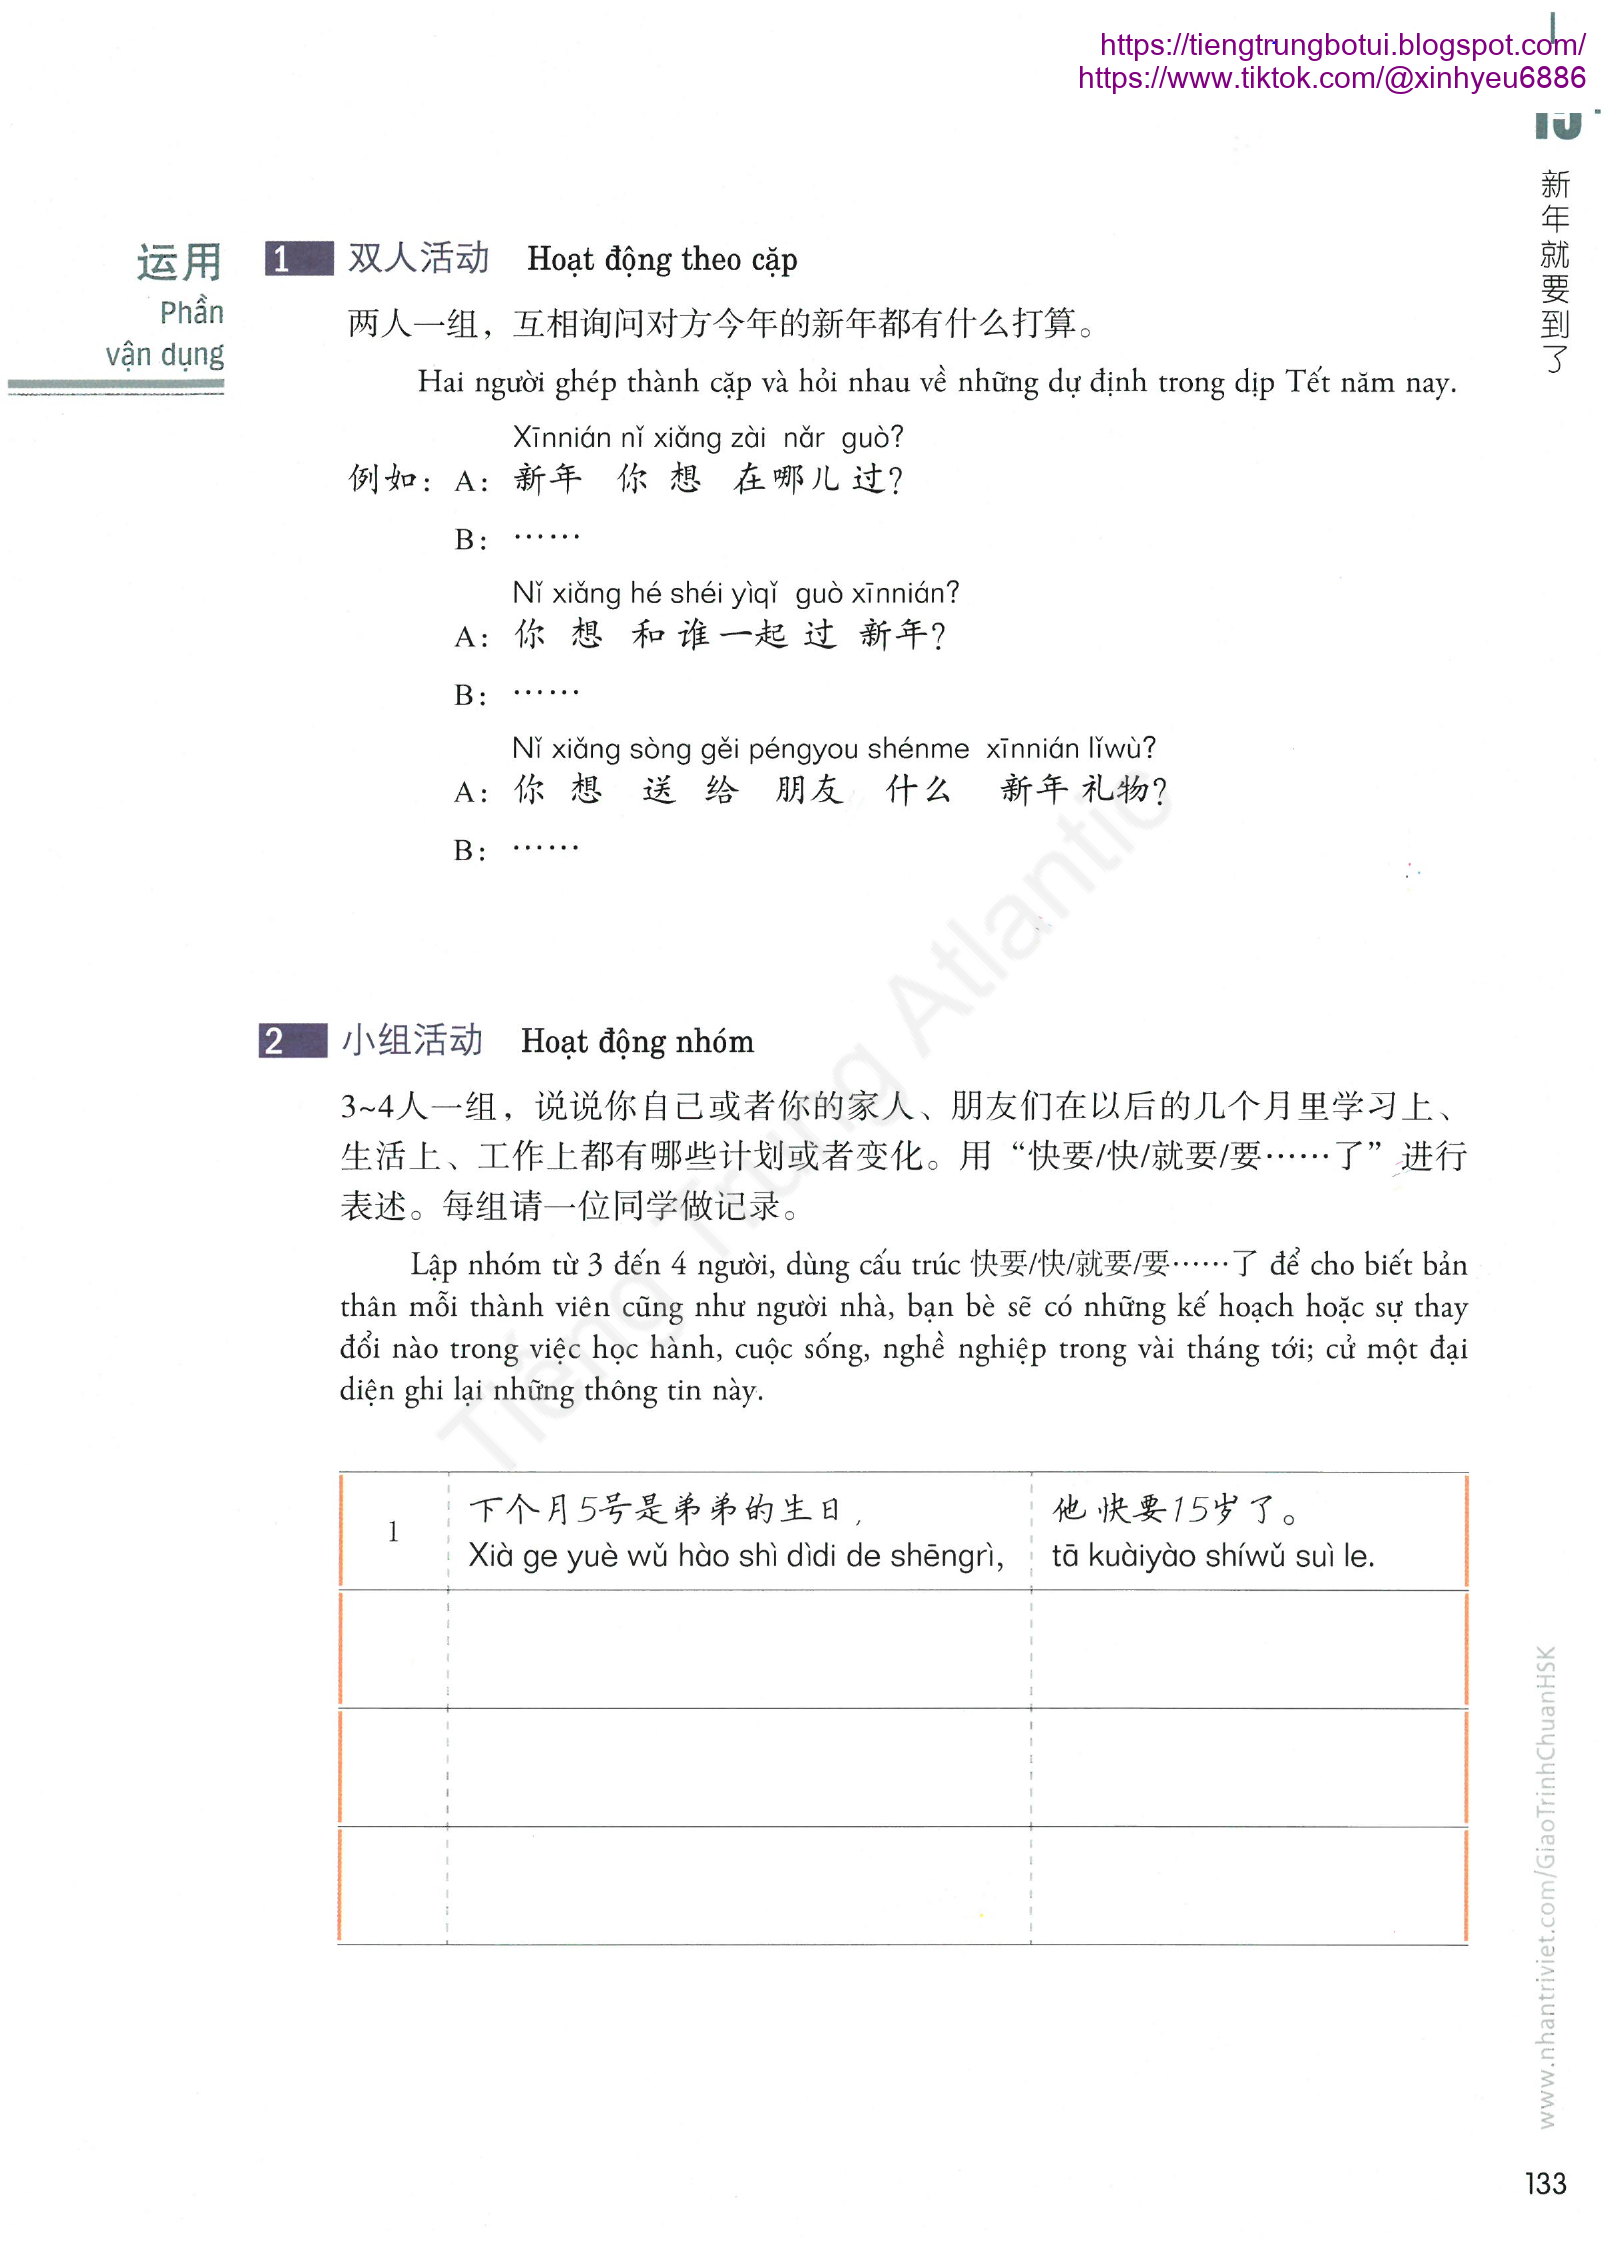 https://tiengtrungbotui.blogspot.com/
https://www.tiktok.com/@xinhyeu6886
15
新年就要到了
运用
Phần
vận dụng
1 双人活动 Hoạt động theo cặp
两人一组，互相询问对方今年的新年都有什么打算。
Hai người ghép thành cặp và hỏi nhau về những dự định trong dịp Tết năm nay.
Xīnnián nǐ xiǎng zài nǎr guò?
例如：A：新年 你 想 在哪儿过？
B：……
Nǐ xiǎng hé shéi yìqǐ guò xīnnián?
A：你 想 和谁一起 过 新年？
B：……
Nǐ xiǎng sòng gěi péngyou shénme xīnnián lǐwù?
A：你 想 送 给 朋友 什么 新年礼物？
B：……
2 小组活动 Hoạt động nhóm
3~4人一组，说说你自己或者你的家人、朋友们在以后的几个月里学习上、
生活上、工作上都有哪些计划或者变化。用“快要/快/就要/要……了”进行
表述。每组请一位同学做记录。
Lập nhóm từ 3 đến 4 người, dùng cấu trúc 快要/快/就要/要……了 để cho biết bản
thân mỗi thành viên cũng như người nhà, bạn bè sẽ có những kế hoạch hoặc sự thay
đổi nào trong việc học hành, cuộc sống, nghề nghiệp trong vài tháng tới; cử một đại
diện ghi lại những thông tin này.
1 下个月5号是弟弟的生日， 他快要15岁了。
Xià ge yuè wǔ hào shì dìdi de shēngrì, tā kuàiyào shíwǔ suì le.
Tiếng Trung Atlantic
www.nhantriviet.com/GiaoTrinhChuanHSK
133